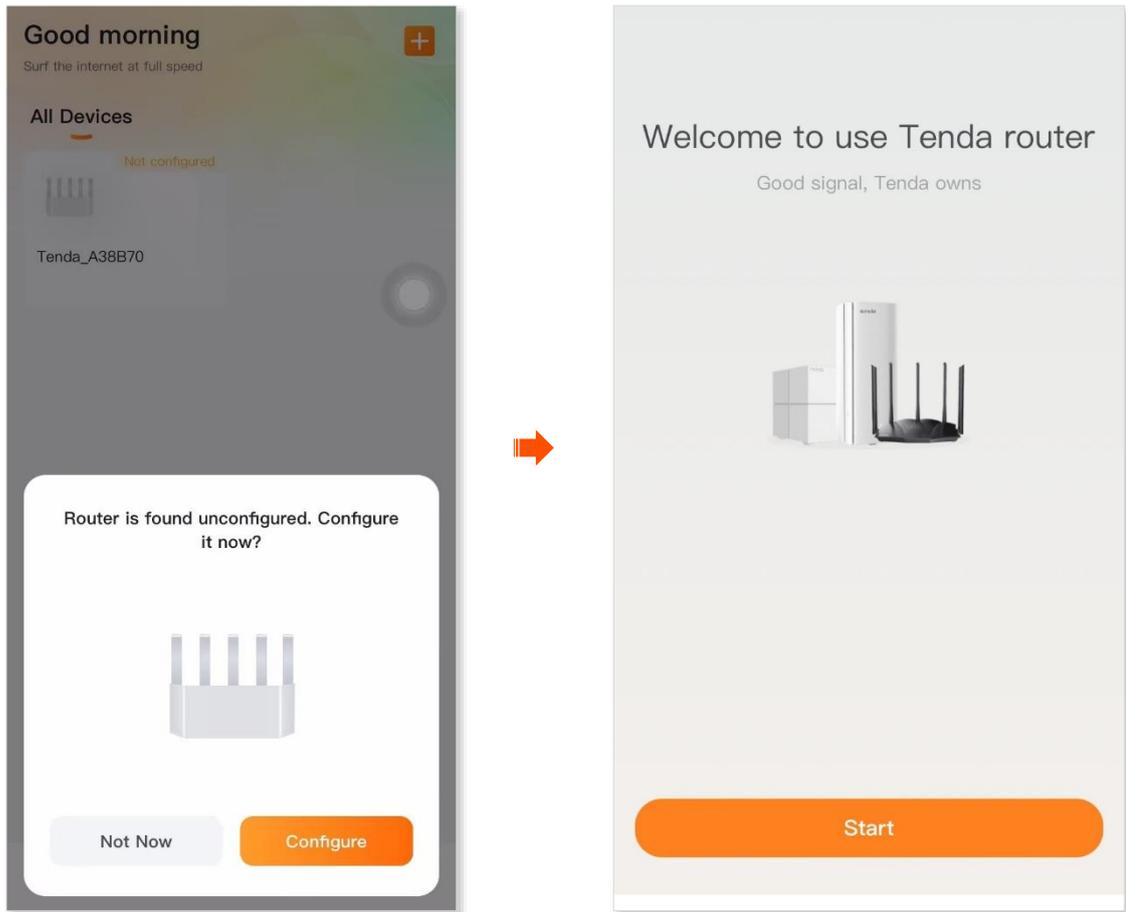 Good morning
Surf the internet at full speed
All Devices
Not configured
Tenda_A38B70
Router is found unconfigured. Configure
it now?
Not Now
Configure
Welcome to use Tenda router
Good signal, Tenda owns
Start